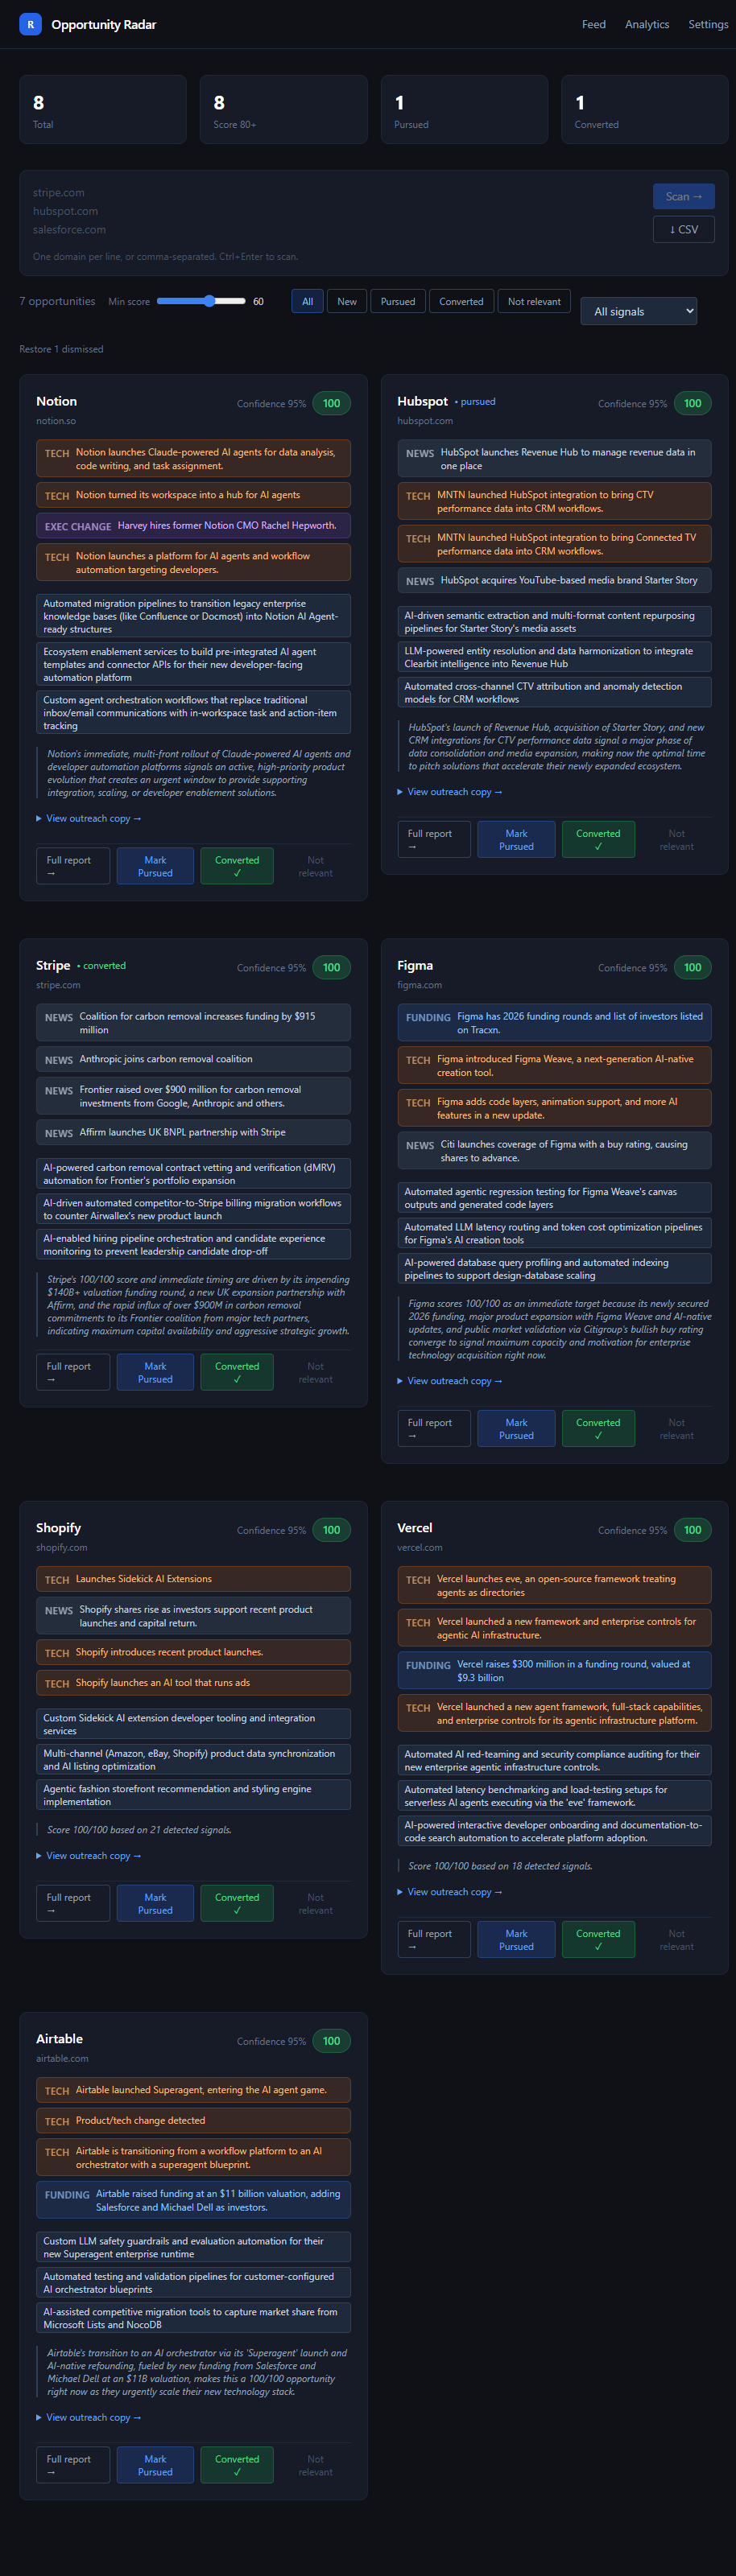 R Opportunity Radar
Feed Analytics Settings
8
Total
8
Score 80+
1
Pursued
1
Converted
stripe.com
hubspot.com
salesforce.com
One domain per line, or comma-separated. Ctrl+Enter to scan.
Scan →
↓ CSV
7 opportunities Min score 60 All New Pursued Converted Not relevant All signals
Restore 1 dismissed
Notion Confidence 95% 100
notion.so
TECH Notion launches Claude-powered AI agents for data analysis,
code writing, and task assignment.
TECH Notion turned its workspace into a hub for AI agents
EXEC CHANGE Harvey hires former Notion CMO Rachel Hepworth.
TECH Notion launches a platform for AI agents and workflow
automation targeting developers.
Automated migration pipelines to transition legacy enterprise
knowledge bases (like Confluence or Docmost) into Notion AI Agent-
ready structures
Ecosystem enablement services to build pre-integrated AI agent
templates and connector APIs for their new developer-facing
automation platform
Custom agent orchestration workflows that replace traditional
inbox/email communications with in-workspace task and action-item
tracking
Notion's immediate, multi-front rollout of Claude-powered AI agents and
developer automation platforms signals an active, high-priority product
evolution that creates an urgent window to provide supporting
integration, scaling, or developer enablement solutions.
▶ View outreach copy →
Full report
→
Mark
Pursued
Converted
✓
Not
relevant
Hubspot • pursued Confidence 95% 100
hubspot.com
NEWS HubSpot launches Revenue Hub to manage revenue data in
one place
TECH MNTN launched HubSpot integration to bring CTV
performance data into CRM workflows.
TECH MNTN launched HubSpot integration to bring Connected TV
performance data into CRM workflows.
NEWS HubSpot acquires YouTube-based media brand Starter Story
AI-driven semantic extraction and multi-format content repurposing
pipelines for Starter Story's media assets
LLM-powered entity resolution and data harmonization to integrate
Clearbit intelligence into Revenue Hub
Automated cross-channel CTV attribution and anomaly detection
models for CRM workflows
HubSpot's launch of Revenue Hub, acquisition of Starter Story, and new
CRM integrations for CTV performance data signal a major phase of
data consolidation and media expansion, making now the optimal time
to pitch solutions that accelerate their newly expanded ecosystem.
▶ View outreach copy →
Full report
→
Mark
Pursued
Converted
✓
Not
relevant
Stripe • converted Confidence 95% 100
stripe.com
NEWS Coalition for carbon removal increases funding by $915
million
NEWS Anthropic joins carbon removal coalition
NEWS Frontier raised over $900 million for carbon removal
investments from Google, Anthropic and others.
NEWS Affirm launches UK BNPL partnership with Stripe
AI-powered carbon removal contract vetting and verification (dMRV)
automation for Frontier's portfolio expansion
AI-driven automated competitor-to-Stripe billing migration workflows
to counter Airwallex's new product launch
AI-enabled hiring pipeline orchestration and candidate experience
monitoring to prevent leadership candidate drop-off
Stripe's 100/100 score and immediate timing are driven by its impending
$140B+ valuation funding round, a new UK expansion partnership with
Affirm, and the rapid influx of over $900M in carbon removal
commitments to its Frontier coalition from major tech partners,
indicating maximum capital availability and aggressive strategic growth.
Full report
→
Mark
Pursued
Converted
✓
Not
relevant
Figma Confidence 95% 100
figma.com
FUNDING Figma has 2026 funding rounds and list of investors listed
on Tracxn.
TECH Figma introduced Figma Weave, a next-generation AI-native
creation tool.
TECH Figma adds code layers, animation support, and more AI
features in a new update.
NEWS Citi launches coverage of Figma with a buy rating, causing
shares to advance.
Automated agentic regression testing for Figma Weave's canvas
outputs and generated code layers
Automated LLM latency routing and token cost optimization pipelines
for Figma's AI creation tools
AI-powered database query profiling and automated indexing
pipelines to support design-database scaling
Figma scores 100/100 as an immediate target because its newly secured
2026 funding, major product expansion with Figma Weave and AI-native
updates, and public market validation via Citigroup's bullish buy rating
converge to signal maximum capacity and motivation for enterprise
technology acquisition right now.
▶ View outreach copy →
Full report
→
Mark
Pursued
Converted
✓
Not
relevant
Shopify Confidence 95% 100
shopify.com
TECH Launches Sidekick AI Extensions
NEWS Shopify shares rise as investors support recent product
launches and capital return.
TECH Shopify introduces recent product launches.
TECH Shopify launches an AI tool that runs ads
Custom Sidekick AI extension developer tooling and integration
services
Multi-channel (Amazon, eBay, Shopify) product data synchronization
and AI listing optimization
Agentic fashion storefront recommendation and styling engine
implementation
Score 100/100 based on 21 detected signals.
▶ View outreach copy →
Full report
→
Mark
Pursued
Converted
✓
Not
relevant
Vercel Confidence 95% 100
vercel.com
TECH Vercel launches eve, an open-source framework treating
agents as directories
TECH Vercel launched a new framework and enterprise controls for
agentic AI infrastructure.
FUNDING Vercel raises $300 million in a funding round, valued at
$9.3 billion
TECH Vercel launched a new agent framework, full-stack capabilities,
and enterprise controls for its agentic infrastructure platform.
Automated AI red-teaming and security compliance auditing for their
new enterprise agentic infrastructure controls.
Automated latency benchmarking and load-testing setups for
serverless AI agents executing via the 'eve' framework.
AI-powered interactive developer onboarding and documentation-to-
code search automation to accelerate platform adoption.
Score 100/100 based on 18 detected signals.
▶ View outreach copy →
Full report
→
Mark
Pursued
Converted
✓
Not
relevant
Airtable Confidence 95% 100
airtable.com
TECH Airtable launched Superagent, entering the AI agent game.
TECH Product/tech change detected
TECH Airtable is transitioning from a workflow platform to an AI
orchestrator with a superagent blueprint.
FUNDING Airtable raised funding at an $11 billion valuation, adding
Salesforce and Michael Dell as investors.
Custom LLM safety guardrails and evaluation automation for their
new Superagent enterprise runtime
Automated testing and validation pipelines for customer-configured
AI orchestrator blueprints
AI-assisted competitive migration tools to capture market share from
Microsoft Lists and NocoDB
Airtable's transition to an AI orchestrator via its 'Superagent' launch and
AI-native refounding, fueled by new funding from Salesforce and
Michael Dell at an $11B valuation, makes this a 100/100 opportunity
right now as they urgently scale their new technology stack.
▶ View outreach copy →
Full report
→
Mark
Pursued
Converted
✓
Not
relevant